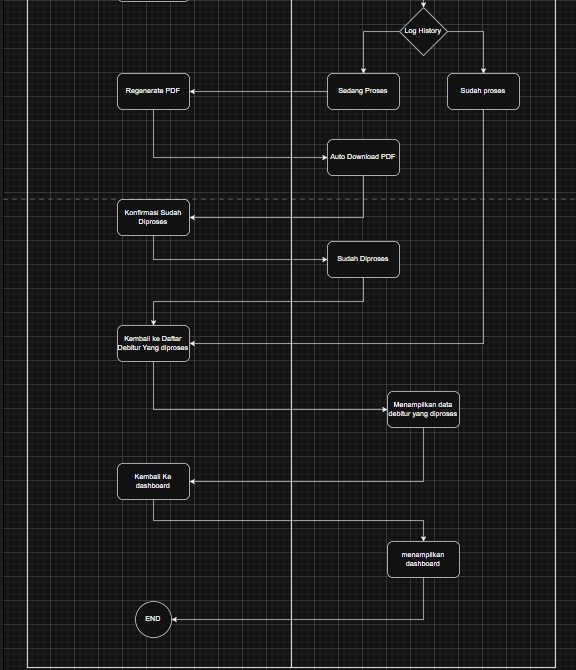 Log History
Regenerate PDF
Sedang Proses
Sudah proses
Auto Download PDF
Konfirmasi Sudah
Diproses
Sudah Diproses
Kembali ke Daftar
Debitur Yang diproses
Menampilkan data
debitur yang diproses
Kembali Ke
dashboard
menampilkan
dashboard
END